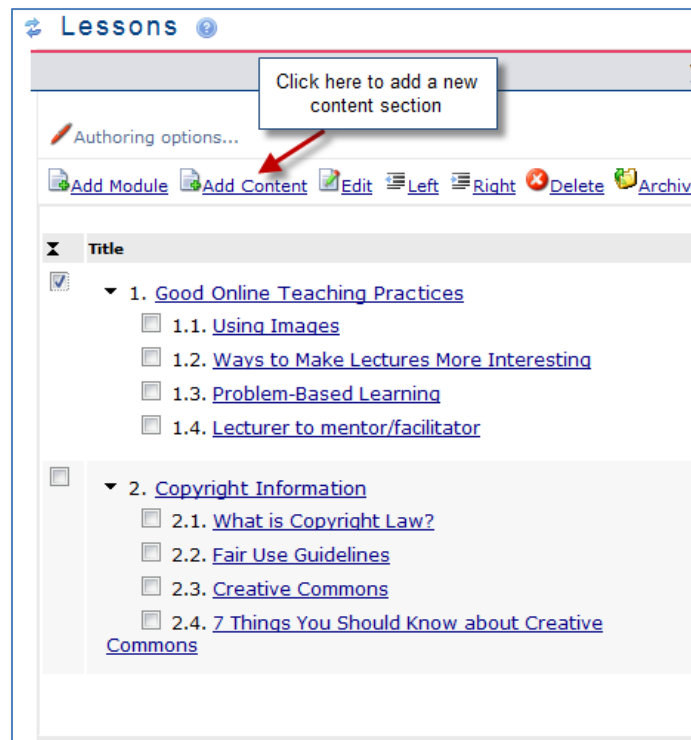 Lessons
Click here to add a new
content section
Authoring options...
Add Module Add Content Edit Left Right Delete Archiv
Title
1. Good Online Teaching Practices
1.1. Using Images
1.2. Ways to Make Lectures More Interesting
1.3. Problem-Based Learning
1.4. Lecturer to mentor/facilitator
2. Copyright Information
2.1. What is Copyright Law?
2.2. Fair Use Guidelines
2.3. Creative Commons
2.4. 7 Things You Should Know about Creative
Commons